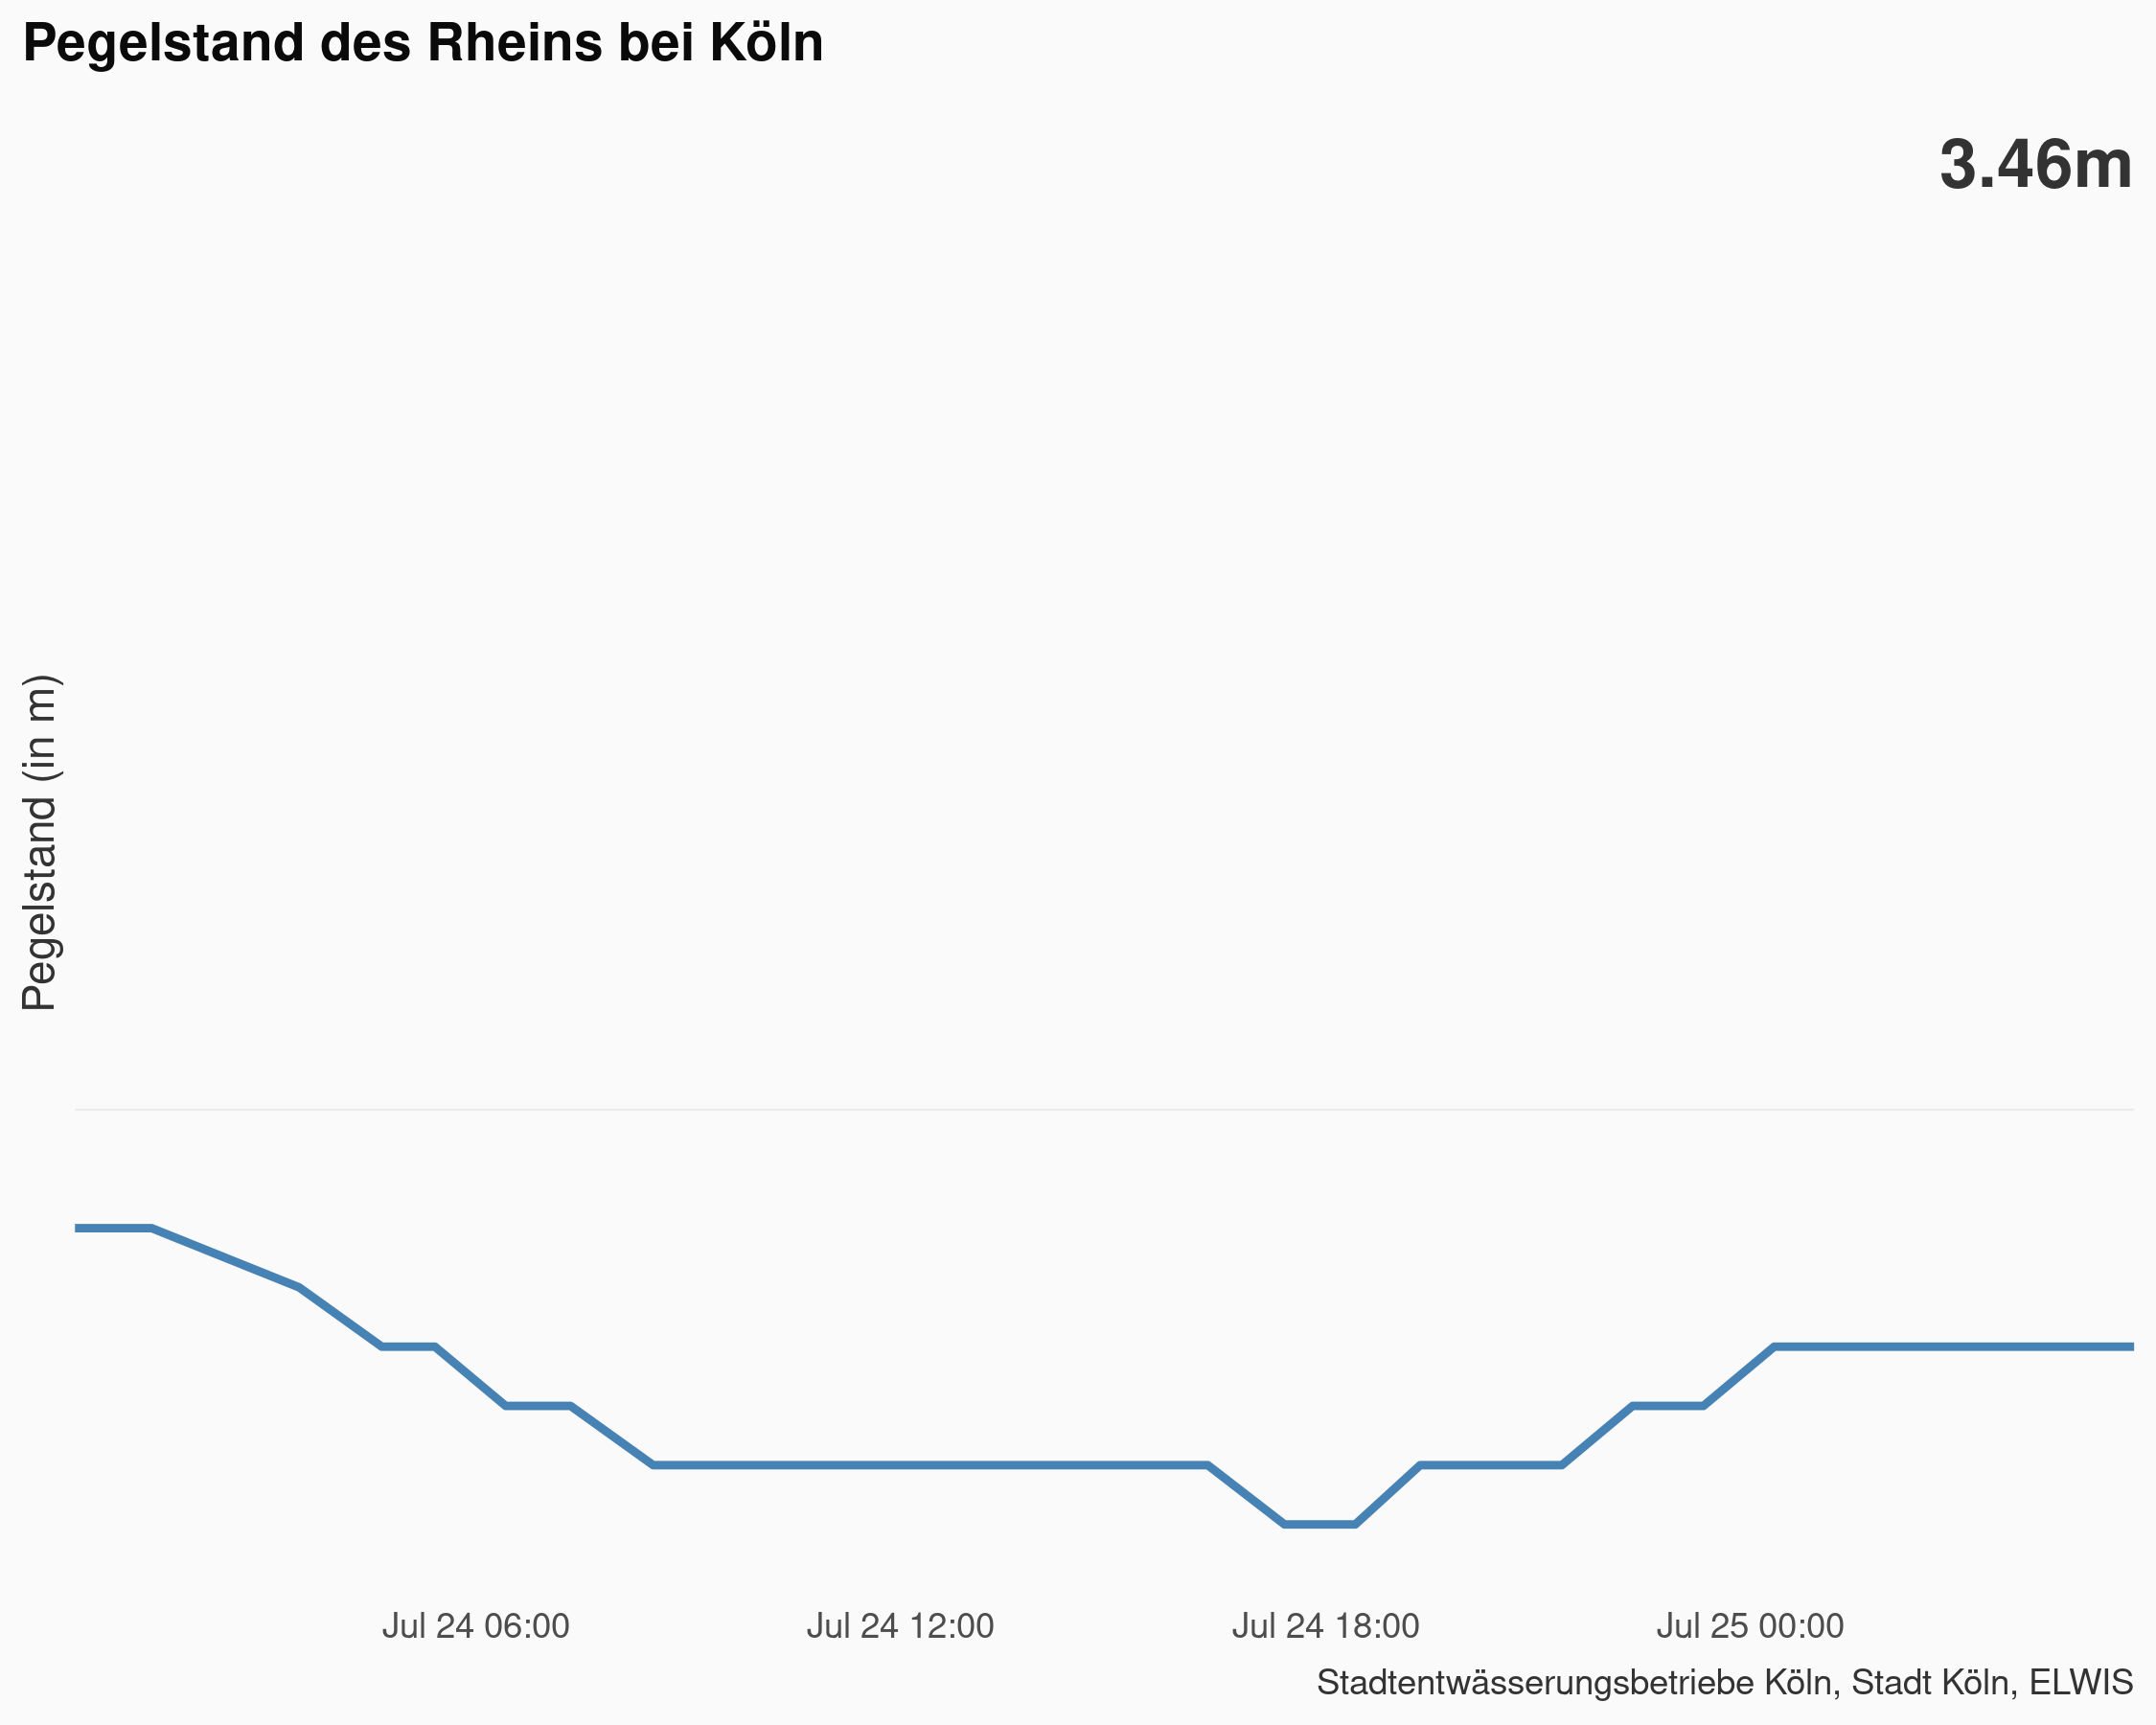 Pegelstand des Rheins bei Köln
3.46m
Pegelstand (in m)
Jul 24 06:00
Jul 24 12:00
Jul 24 18:00
Jul 25 00:00
Stadtentwässerungsbetriebe Köln, Stadt Köln, ELWIS